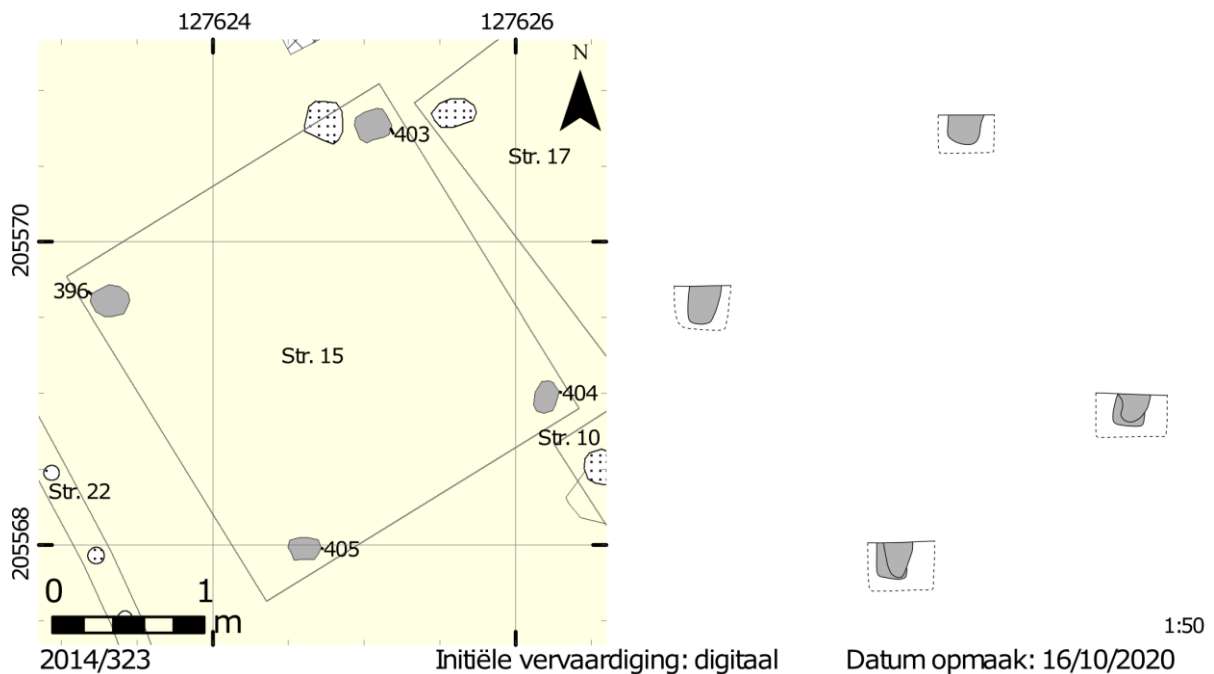 127624 127626
N
403
Str. 17
205570
396
Str. 15
404
Str. 10
Str. 22
205568
405
0 1
m
1:50
2014/323 Initiële vervaardiging: digitaal Datum opmaak: 16/10/2020